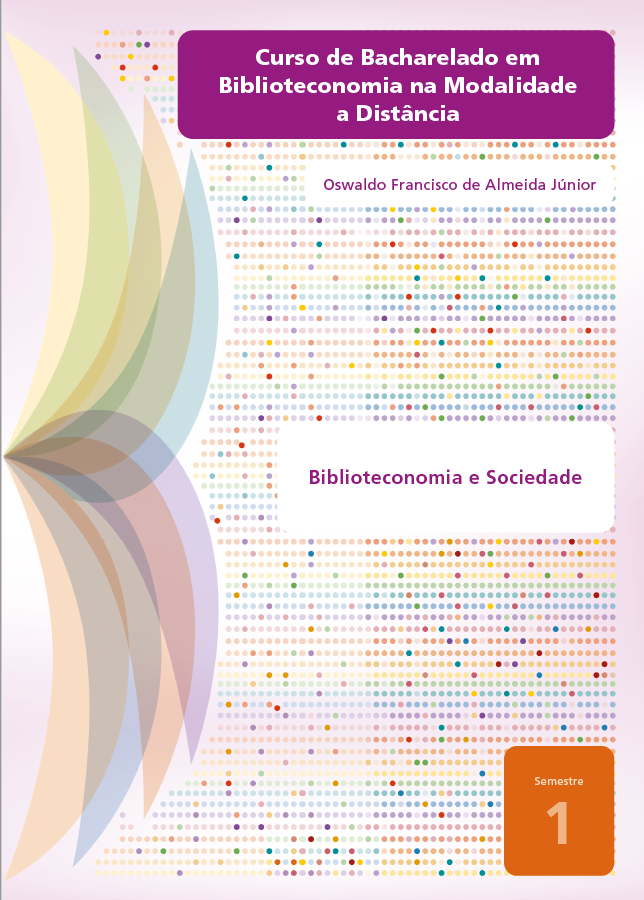 Curso de Bacharelado em
Biblioteconomia na Modalidade
a Distância
Oswaldo Francisco de Almeida Júnior
Biblioteconomia e Sociedade
Semestre
1